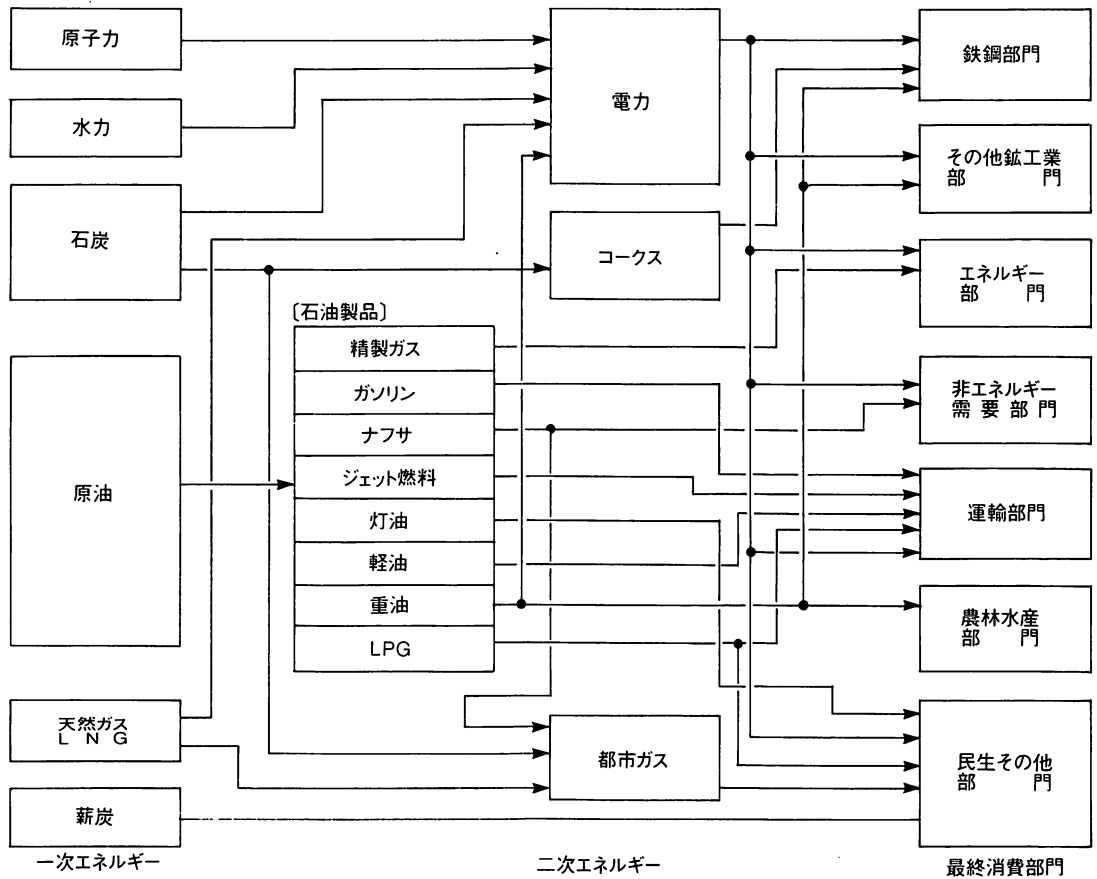 原子力
水力
石炭
原油
天然ガス
LNG
薪炭
一次エネルギー
電力
コークス
〔石油製品〕
精製ガス
ガソリン
ナフサ
ジェット燃料
灯油
軽油
重油
LPG
都市ガス
二次エネルギー
鉄鋼部門
その他鉱工業
部 門
エネルギー
部 門
非エネルギー
需要部門
運輸部門
農林水産
部 門
民生その他
部 門
最終消費部門